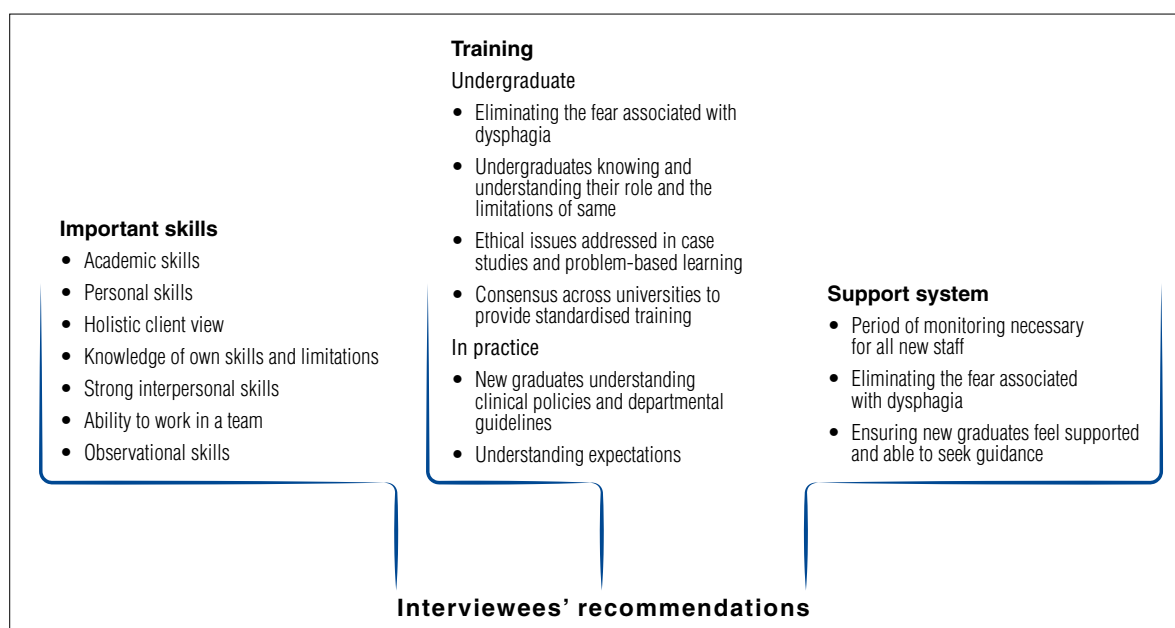 Important skills
• Academic skills
• Personal skills
• Holistic client view
• Knowledge of own skills and limitations
• Strong interpersonal skills
• Ability to work in a team
• Observational skills
Training
Undergraduate
• Eliminating the fear associated with
dysphagia
• Undergraduates knowing and
understanding their role and the
limitations of same
• Ethical issues addressed in case
studies and problem-based learning
• Consensus across universities to
provide standardised training
In practice
• New graduates understanding
clinical policies and departmental
guidelines
• Understanding expectations
Support system
• Period of monitoring necessary
for all new staff
• Eliminating the fear associated
with dysphagia
• Ensuring new graduates feel supported
and able to seek guidance
Interviewees’ recommendations